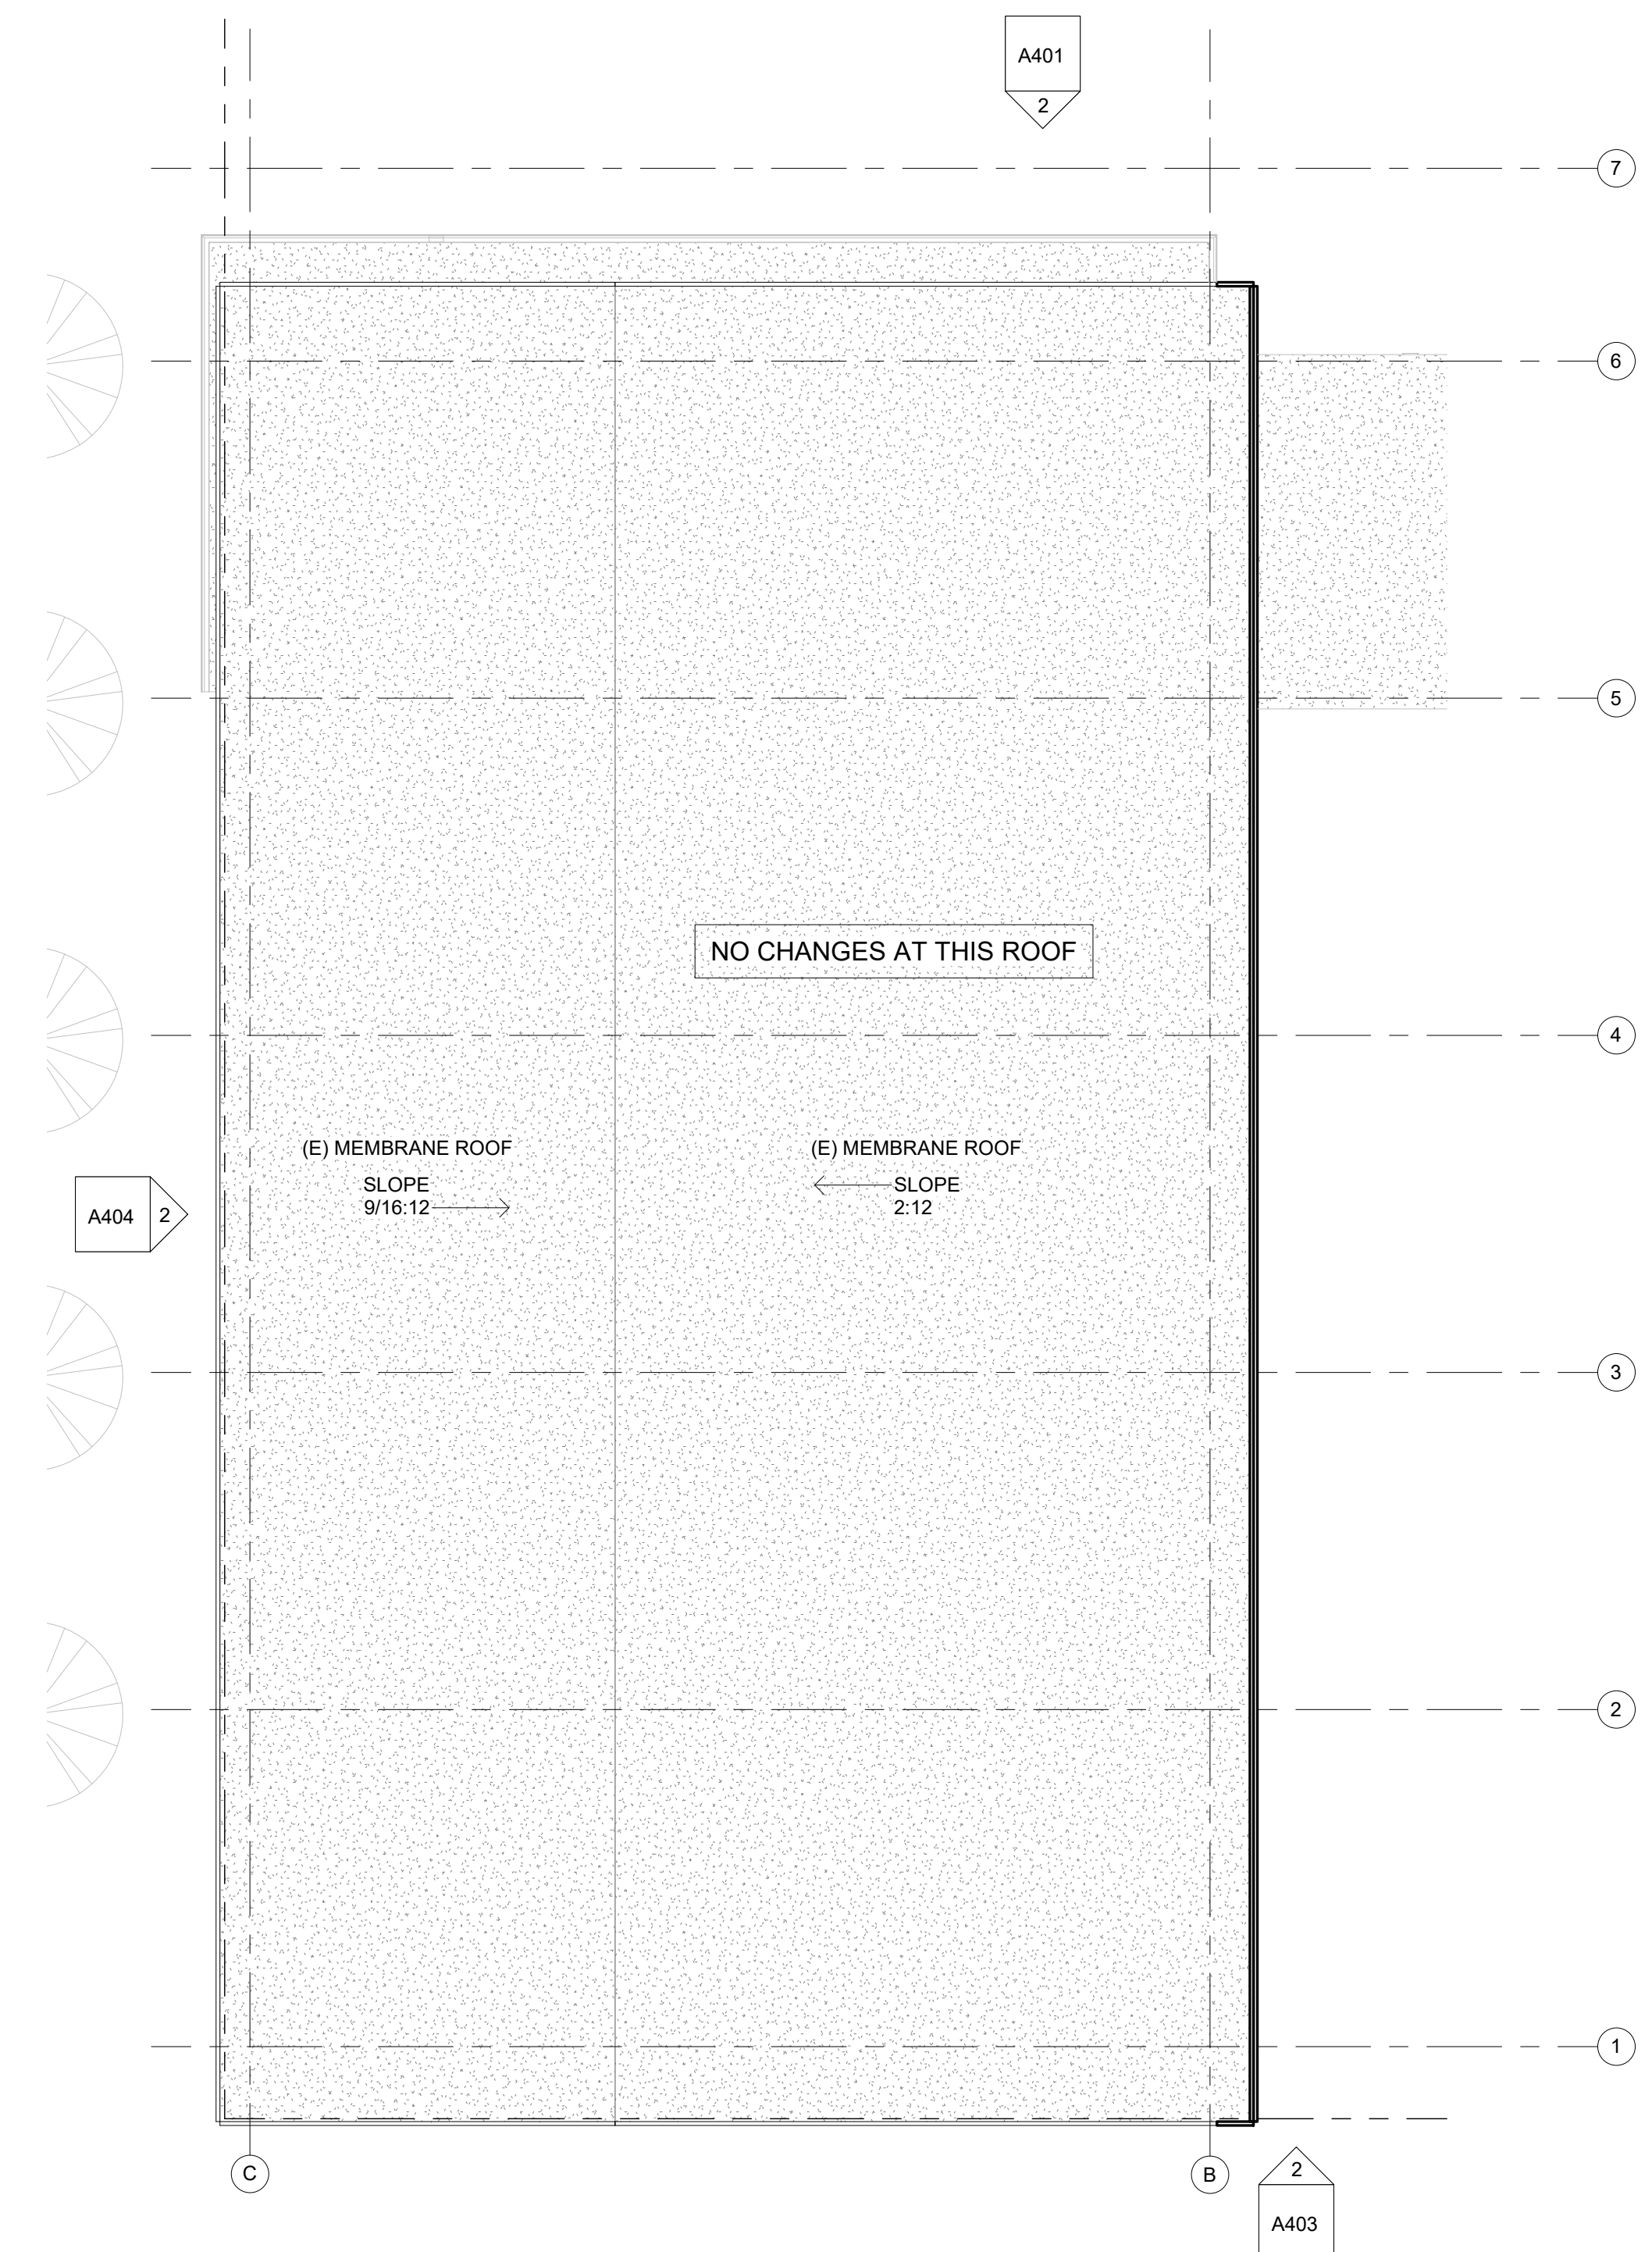 A401
2
7
6
5
NO CHANGES AT THIS ROOF
4
(E) MEMBRANE ROOF
SLOPE
9/16:12
(E) MEMBRANE ROOF
SLOPE
2:12
A404
2
3
2
1
C
B
2
A403